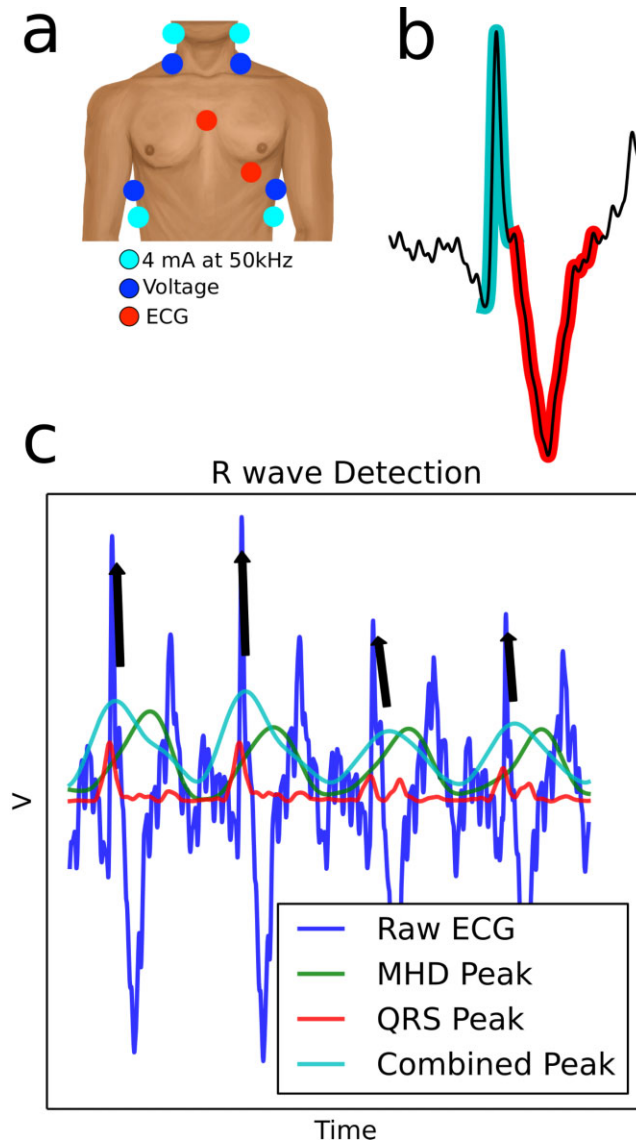 a
4 mA at 50kHz
Voltage
ECG
b
c
R wave Detection
V
Raw ECG
MHD Peak
QRS Peak
Combined Peak
Time